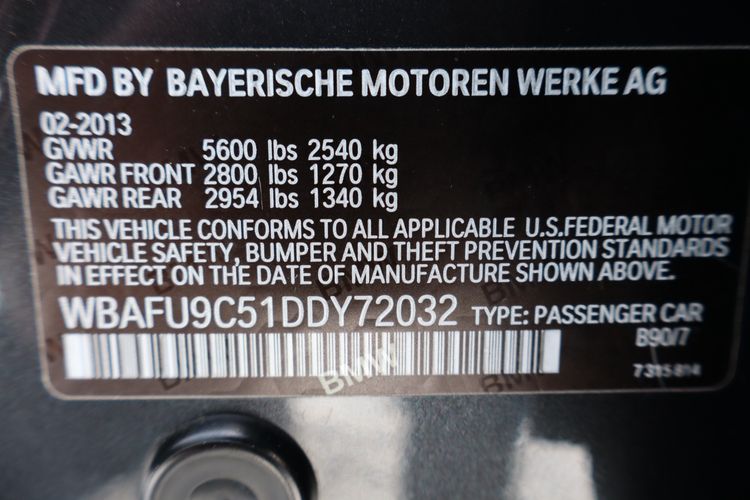 MFD BY BAYERISCHE MOTOREN WERKE AG
02-2013
GVWR 5600 lbs 2540 kg
GAWR FRONT 2800 lbs 1270 kg
GAWR REAR 2954 lbs 1340 kg
THIS VEHICLE CONFORMS TO ALL APPLICABLE U.S.FEDERAL MOTOR
VEHICLE SAFETY, BUMPER AND THEFT PREVENTION STANDARDS
IN EFFECT ON THE DATE OF MANUFACTURE SHOWN ABOVE.
WBAFU9C51DDY72032 TYPE: PASSENGER CAR
B90/7
BMW
7315814